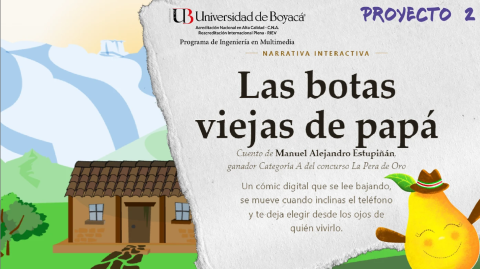 UB Universidad de Boyacá
Acreditación Nacional en Alta Calidad - C.N.A.
Reacreditación Internacional Plena - RIEV
Programa de Ingeniería en Multimedia
PROYECTO 2
NARRATIVA INTERACTIVA
Las botas
viejas de papá
Cuento de Manuel Alejandro Estupiñán,
ganador Categoría A del concurso La Pera de Oro
Un cómic digital que se lee bajando,
se mueve cuando inclinas el teléfono
y te deja elegir desde los ojos de
quién vivirlo.